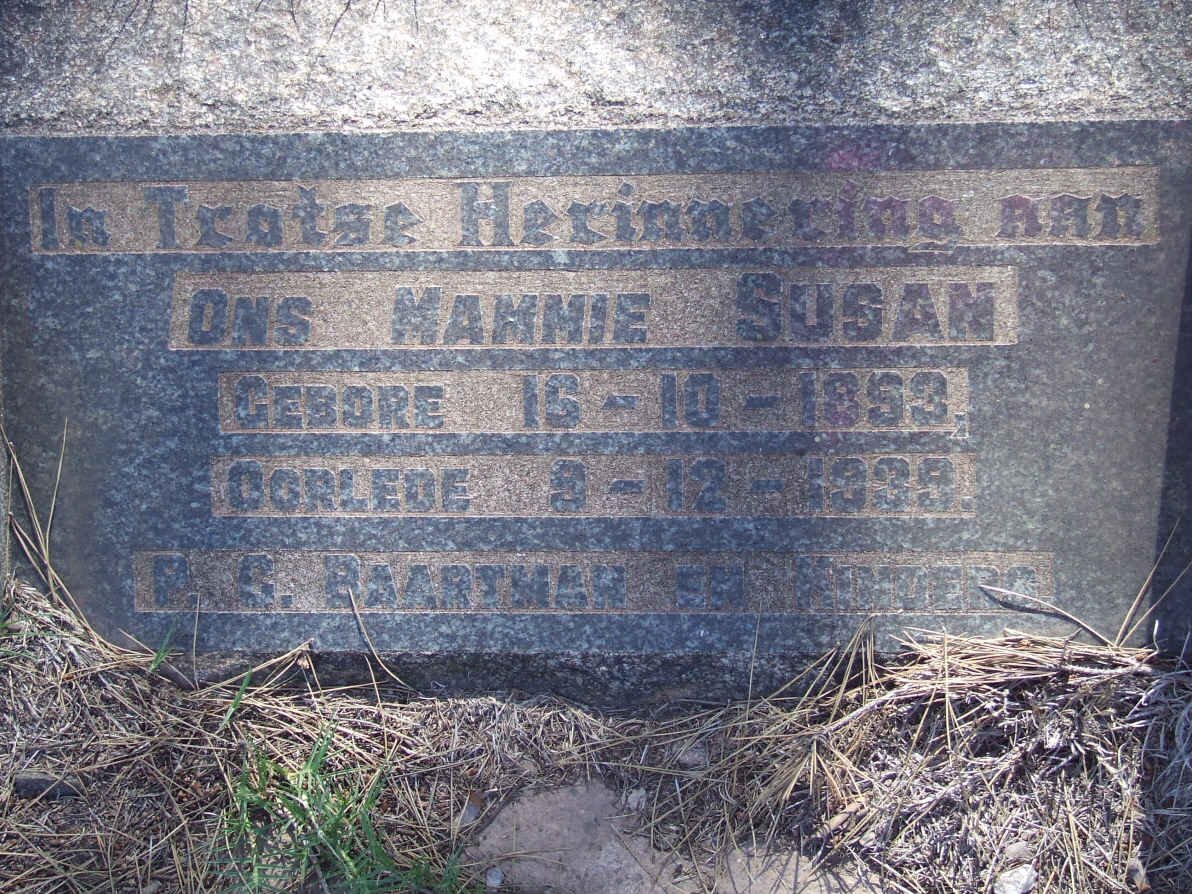 In Trotse Herinnering aan
ONS MAMMIE SUSAN
GEBORE 16-10-1893.
OORLEDE 9-12-1939.
BAARTMAN EN KINDERS